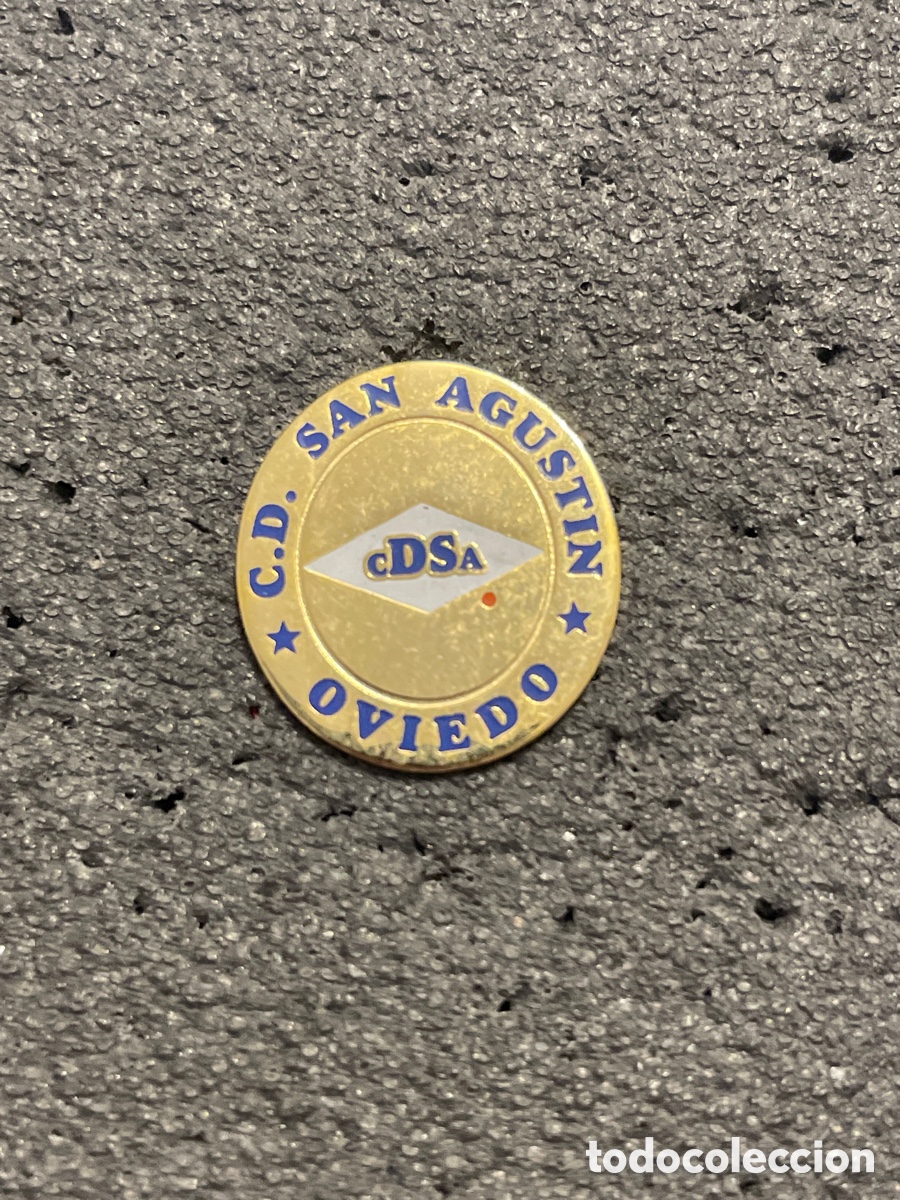 C.D. SAN AGUSTIN
cDSA
★ OVIEDO ★
todocoleccion